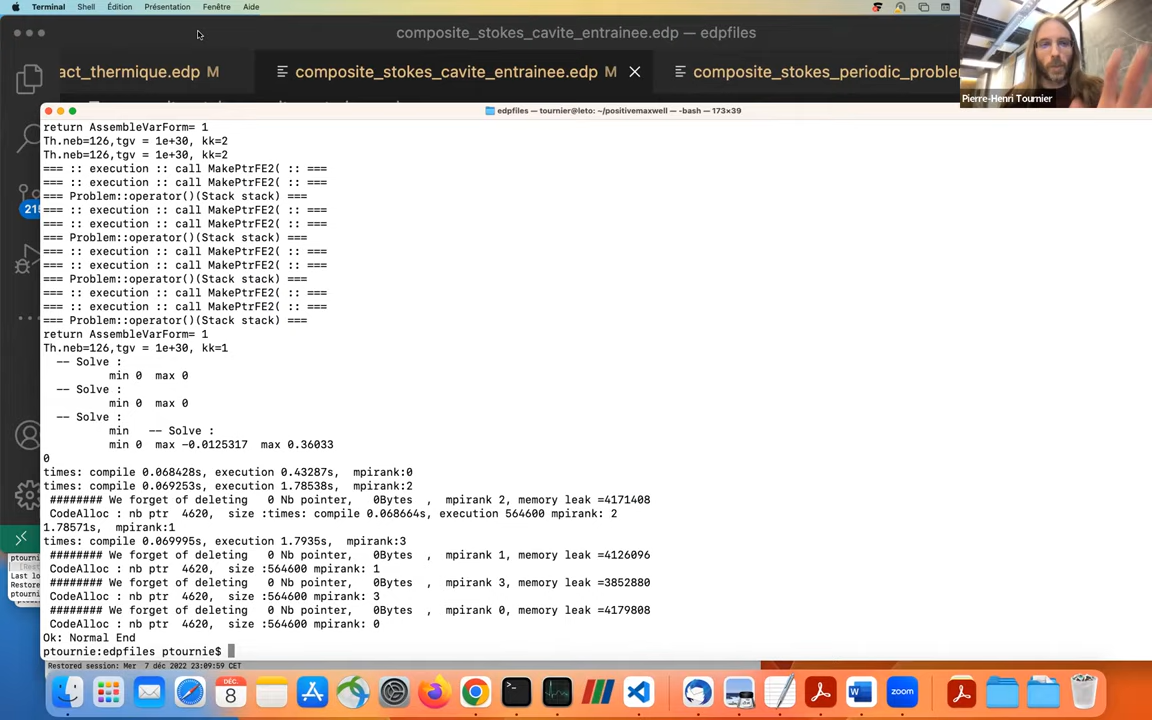 Terminal Shell Édition Présentation Fenêtre Aide
composite_stokes_cavite_entrainee.edp — edpfiles
act_thermique.edp M composite_stokes_cavite_entrainee.edp M composite_stokes_periodic_proble
Pierre-Henri Tournier
edpfiles — tournier@leto: ~/positivemaxwell — -bash — 173×39
return AssembleVarForm= 1
Th.neb=126,tgv = 1e+30, kk=2
Th.neb=126,tgv = 1e+30, kk=2
=== :: execution :: call MakePtrFE2( :: ===
=== :: execution :: call MakePtrFE2( :: ===
=== Problem::operator()(Stack stack) ===
=== :: execution :: call MakePtrFE2( :: ===
=== :: execution :: call MakePtrFE2( :: ===
=== Problem::operator()(Stack stack) ===
=== :: execution :: call MakePtrFE2( :: ===
=== :: execution :: call MakePtrFE2( :: ===
=== Problem::operator()(Stack stack) ===
=== :: execution :: call MakePtrFE2( :: ===
=== :: execution :: call MakePtrFE2( :: ===
=== Problem::operator()(Stack stack) ===
return AssembleVarForm= 1
Th.neb=126,tgv = 1e+30, kk=1
-- Solve :
min 0 max 0
-- Solve :
min 0 max 0
-- Solve :
min -- Solve :
min 0 max -0.0125317 max 0.36033
0
times: compile 0.068428s, execution 0.43287s, mpirank:0
times: compile 0.069253s, execution 1.78538s, mpirank:2
######## We forget of deleting 0 Nb pointer, 0Bytes , mpirank 2, memory leak =4171408
CodeAlloc : nb ptr 4620, size :times: compile 0.068664s, execution 564600 mpirank: 2
1.78571s, mpirank:1
times: compile 0.069995s, execution 1.7935s, mpirank:3
######## We forget of deleting 0 Nb pointer, 0Bytes , mpirank 1, memory leak =4126096
CodeAlloc : nb ptr 4620, size :564600 mpirank: 1
######## We forget of deleting 0 Nb pointer, 0Bytes , mpirank 3, memory leak =3852880
CodeAlloc : nb ptr 4620, size :564600 mpirank: 3
######## We forget of deleting 0 Nb pointer, 0Bytes , mpirank 0, memory leak =4179808
CodeAlloc : nb ptr 4620, size :564600 mpirank: 0
Ok: Normal End
ptournie:edpfiles ptournie$
215
ptourni
Last lo
Restore
ptourni
Restored session: Mer 7 déc 2022 23:09:59 CET
DÉC.
8
zoom